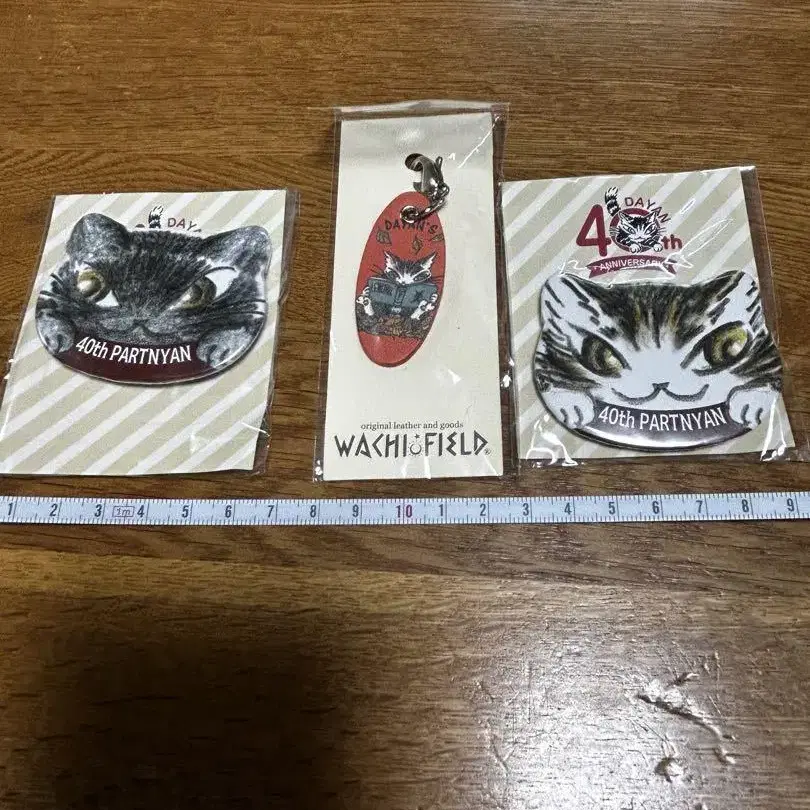 DAYAN
40th PARTNYAN
DAYAN'S
original leather and goods
WACHIFIELD®
DAYAN
40th
ANNIVERSARY
40th PARTNYAN
1 2 3 1m 4 5 6 7 8 9 10 1 2 3 4 5 6 7 8 9